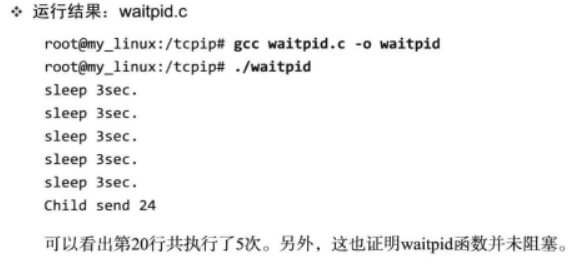 ❖ 运行结果：waitpid.c
root@my_linux:/tcpip# gcc waitpid.c -o waitpid
root@my_linux:/tcpip# ./waitpid
sleep 3sec.
sleep 3sec.
sleep 3sec.
sleep 3sec.
sleep 3sec.
Child send 24
可以看出第20行共执行了5次。另外，这也证明waitpid函数并未阻塞。